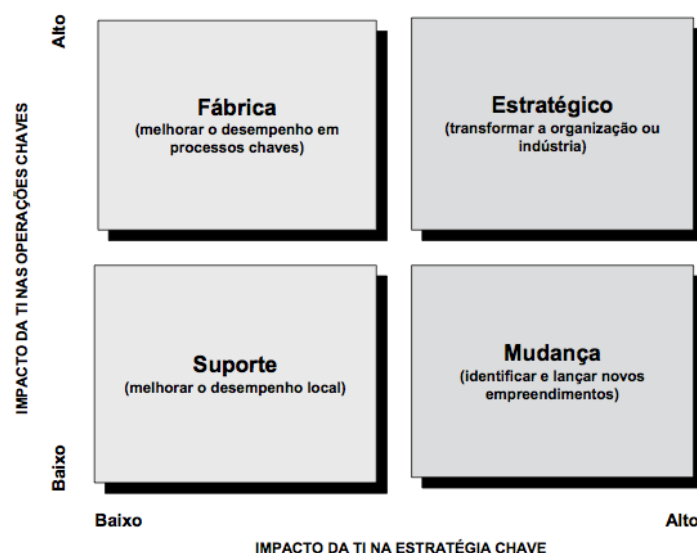 Alto
IMPACTO DA TI NAS OPERAÇÕES CHAVES
Fábrica
(melhorar o desempenho em
processos chaves)
Estratégico
(transformar a organização ou
indústria)
Suporte
(melhorar o desempenho local)
Mudança
(identificar e lançar novos
empreendimentos)
Baixo
Baixo
Alto
IMPACTO DA TI NA ESTRATÉGIA CHAVE